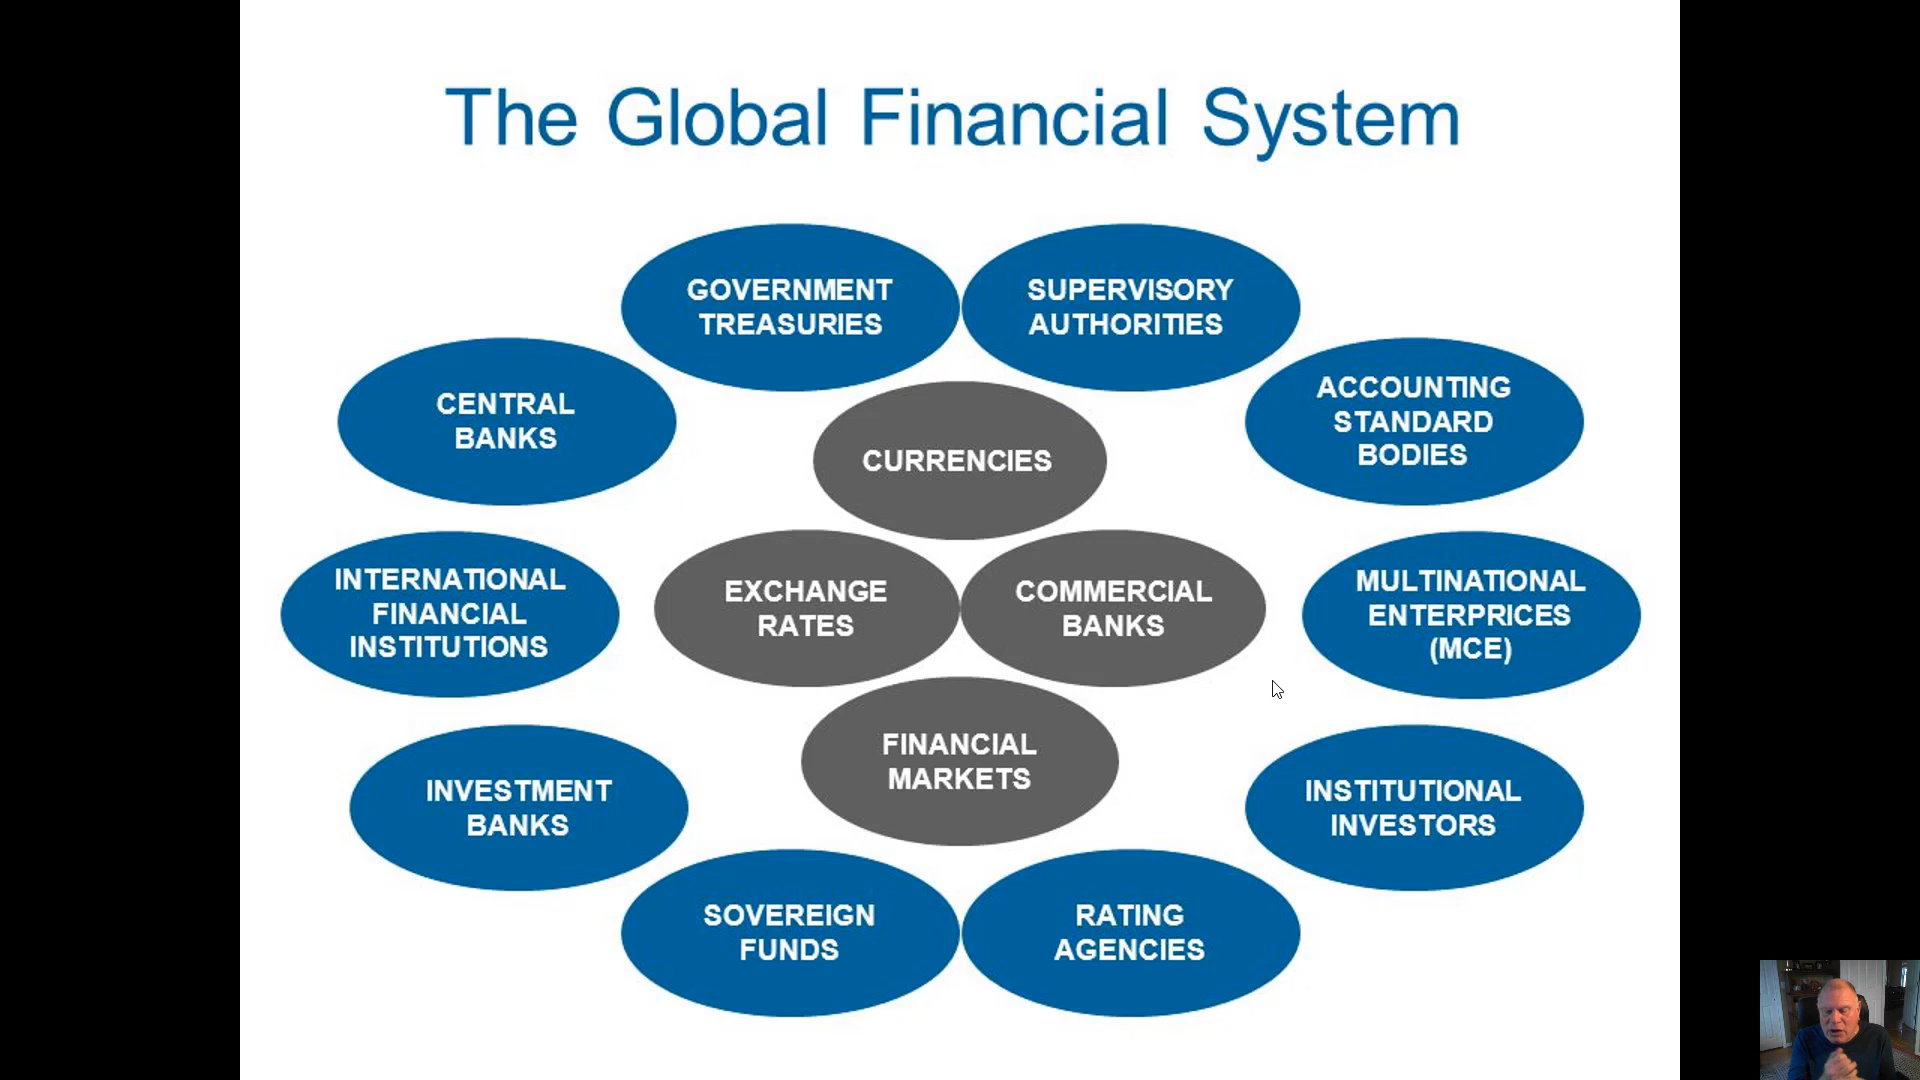 The Global Financial System
GOVERNMENT
TREASURIES
SUPERVISORY
AUTHORITIES
CENTRAL
BANKS
ACCOUNTING
STANDARD
BODIES
CURRENCIES
INTERNATIONAL
FINANCIAL
INSTITUTIONS
EXCHANGE
RATES
COMMERCIAL
BANKS
MULTINATIONAL
ENTERPRICES
(MCE)
FINANCIAL
MARKETS
INVESTMENT
BANKS
INSTITUTIONAL
INVESTORS
SOVEREIGN
FUNDS
RATING
AGENCIES